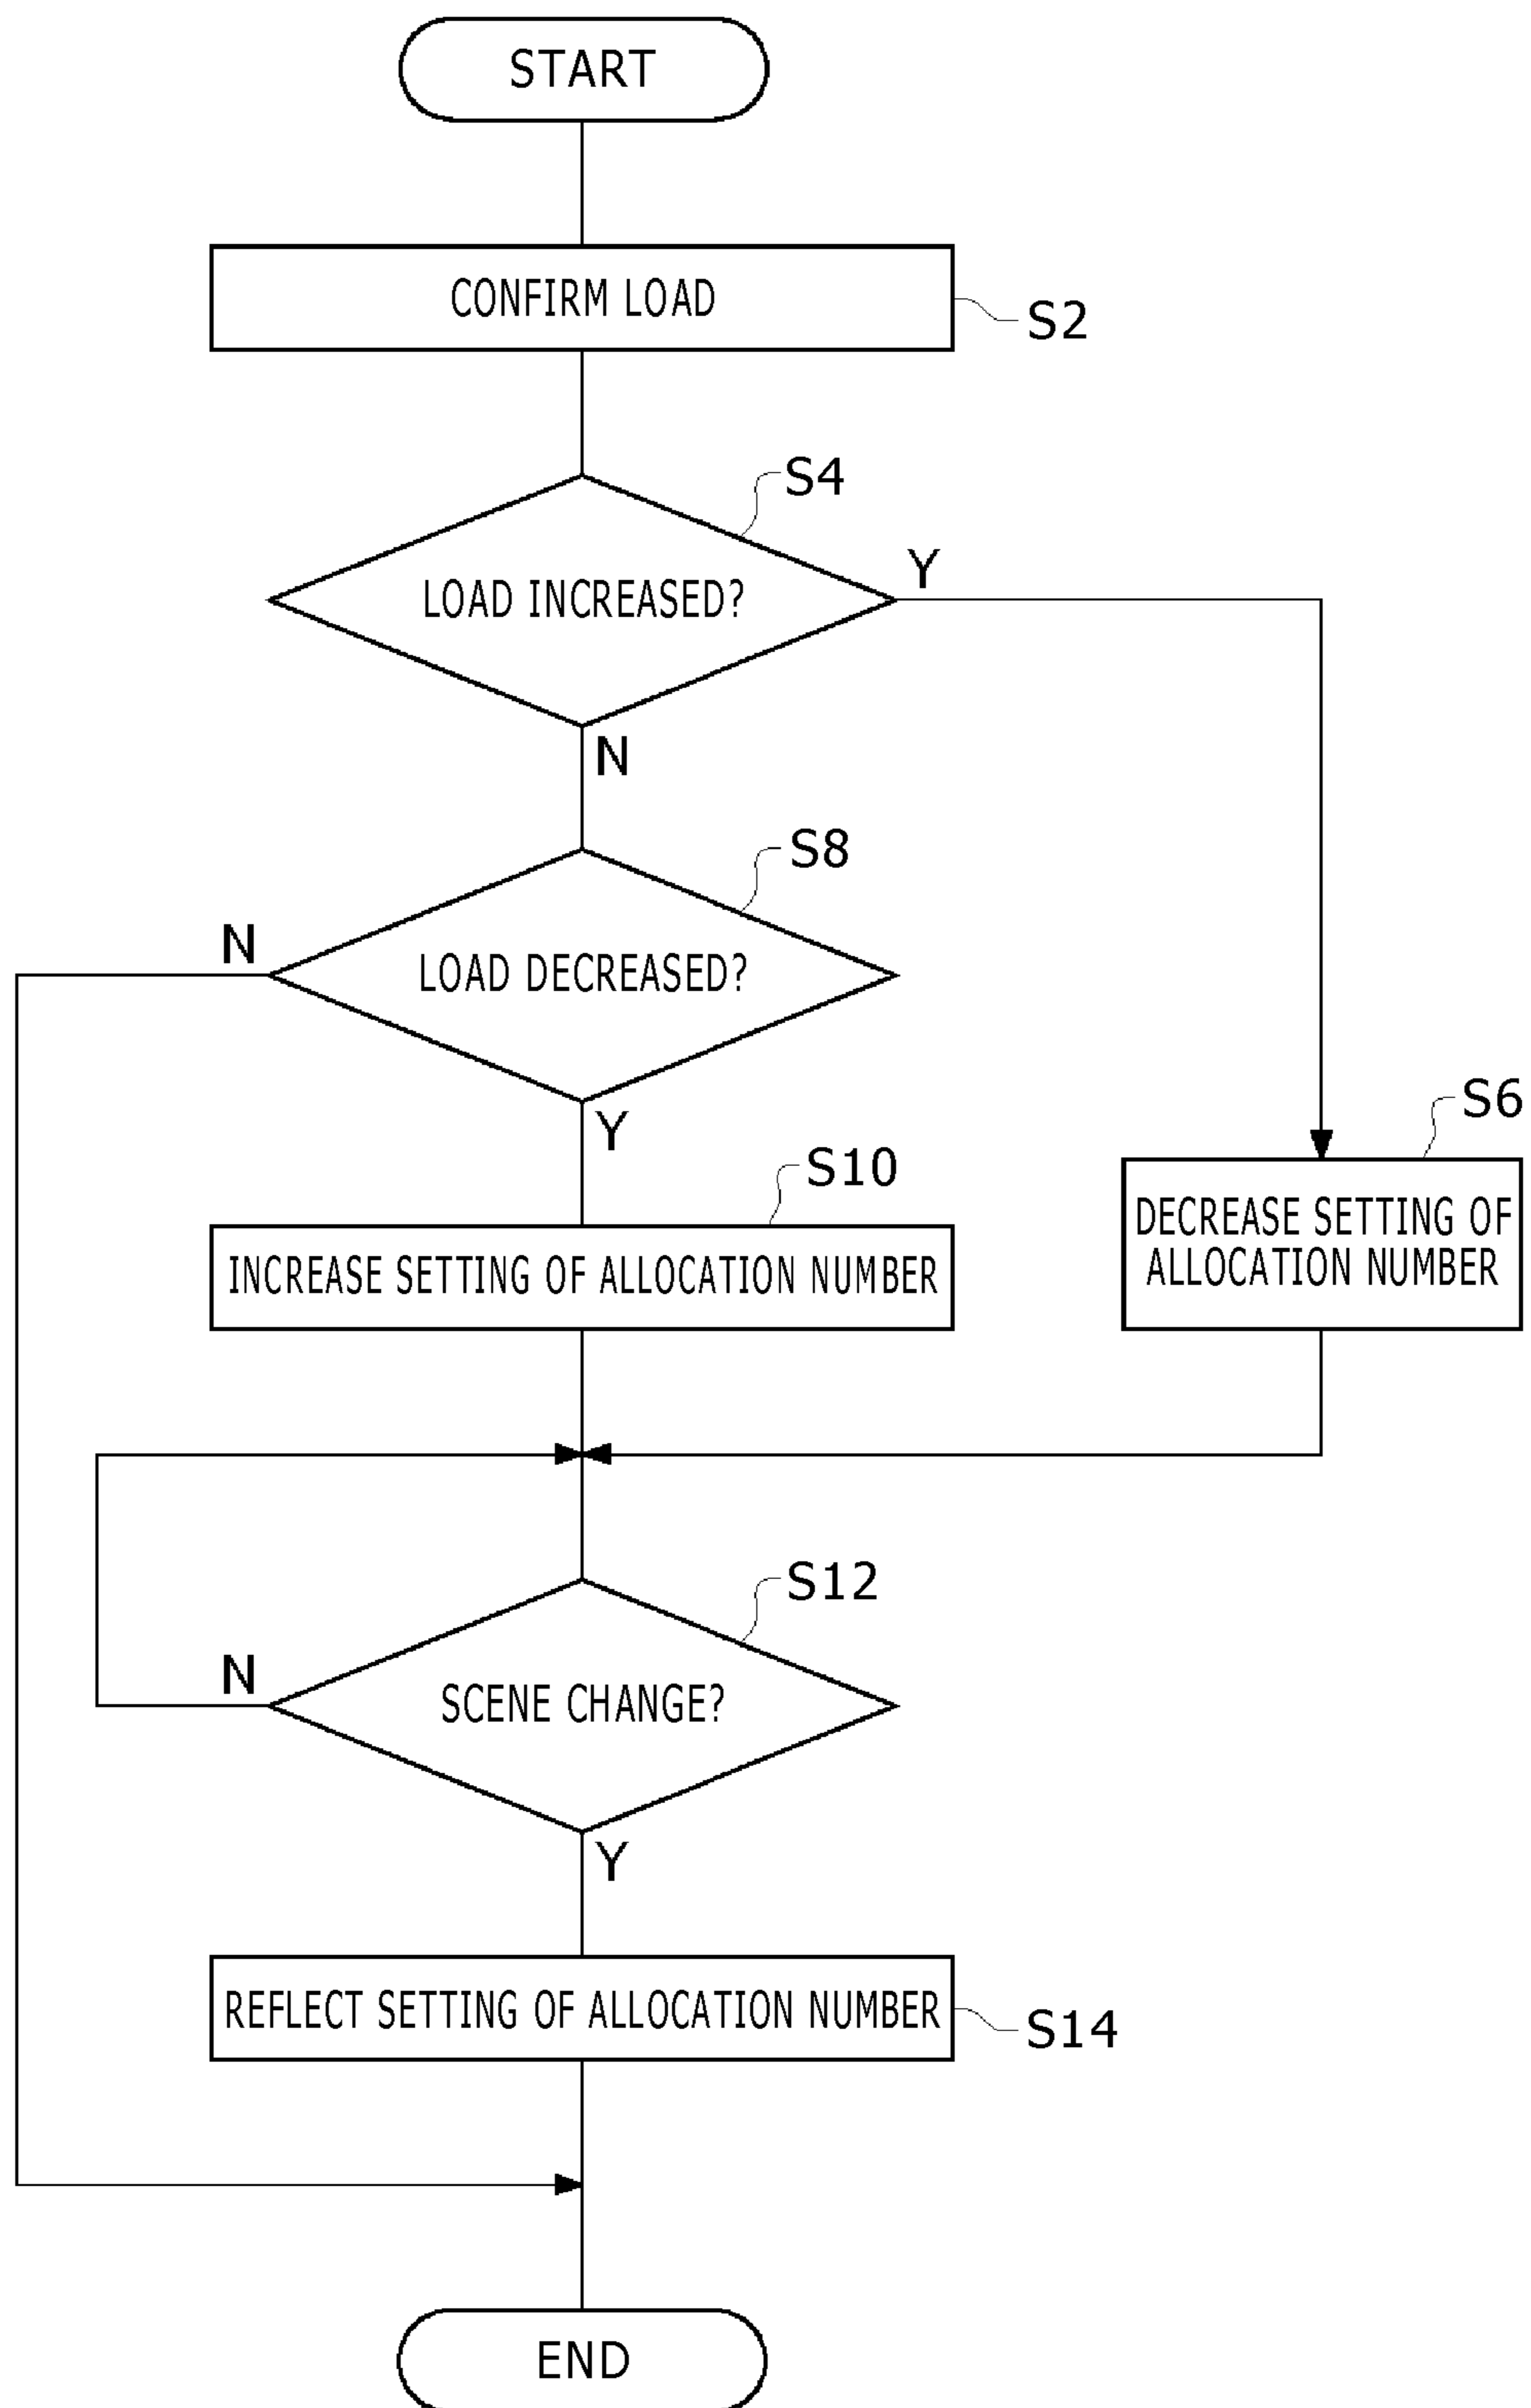 START
CONFIRM LOAD
S2
S4
LOAD INCREASED?
Y
N
S8
N
LOAD DECREASED?
Y
S6
DECREASE SETTING OF
ALLOCATION NUMBER
S10
INCREASE SETTING OF ALLOCATION NUMBER
S12
N
SCENE CHANGE?
Y
REFLECT SETTING OF ALLOCATION NUMBER
S14
END